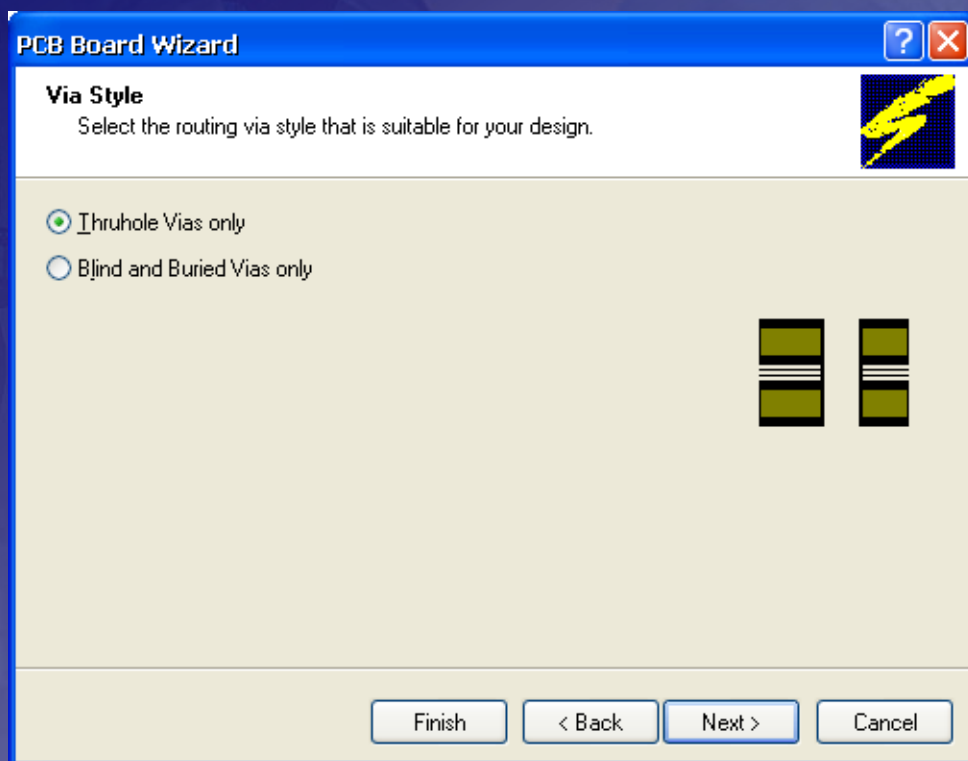 PCB Board Wizard
Via Style
Select the routing via style that is suitable for your design.
Thruhole Vias only
Blind and Buried Vias only
Finish
< Back
Next >
Cancel